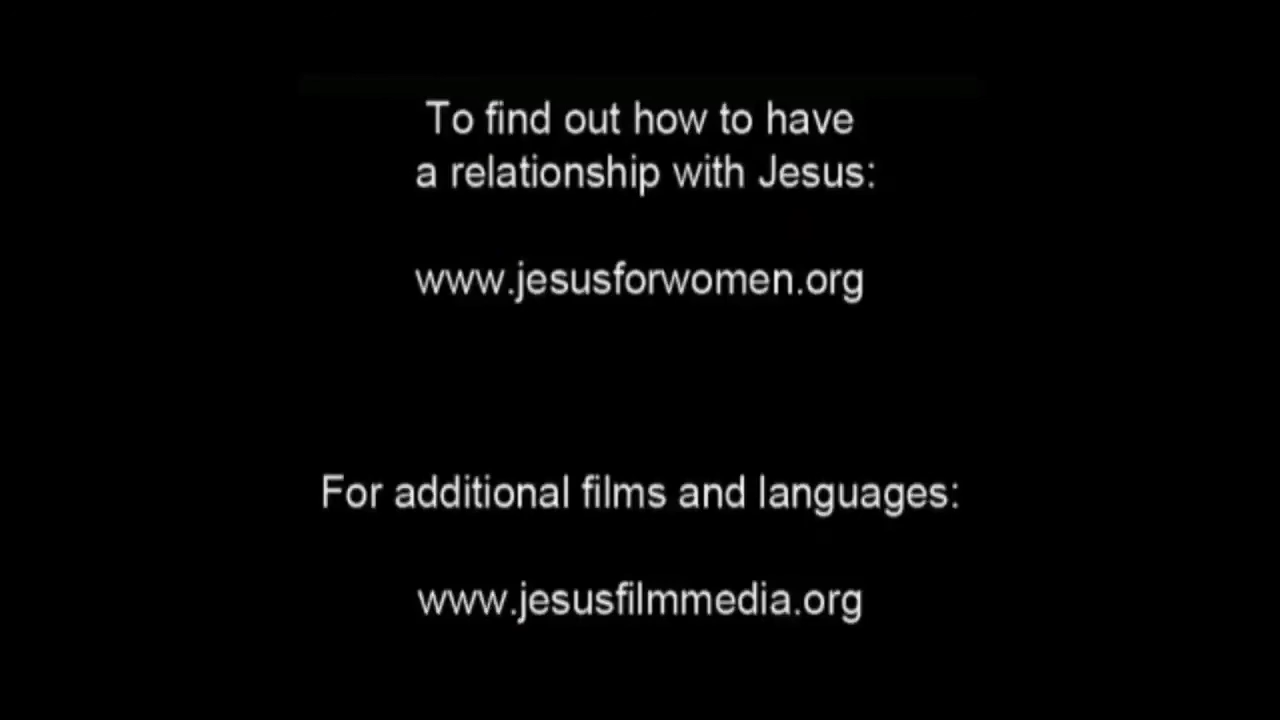 To find out how to have
a relationship with Jesus:
www.jesusforwomen.org
For additional films and languages:
www.jesusfilmmedia.org